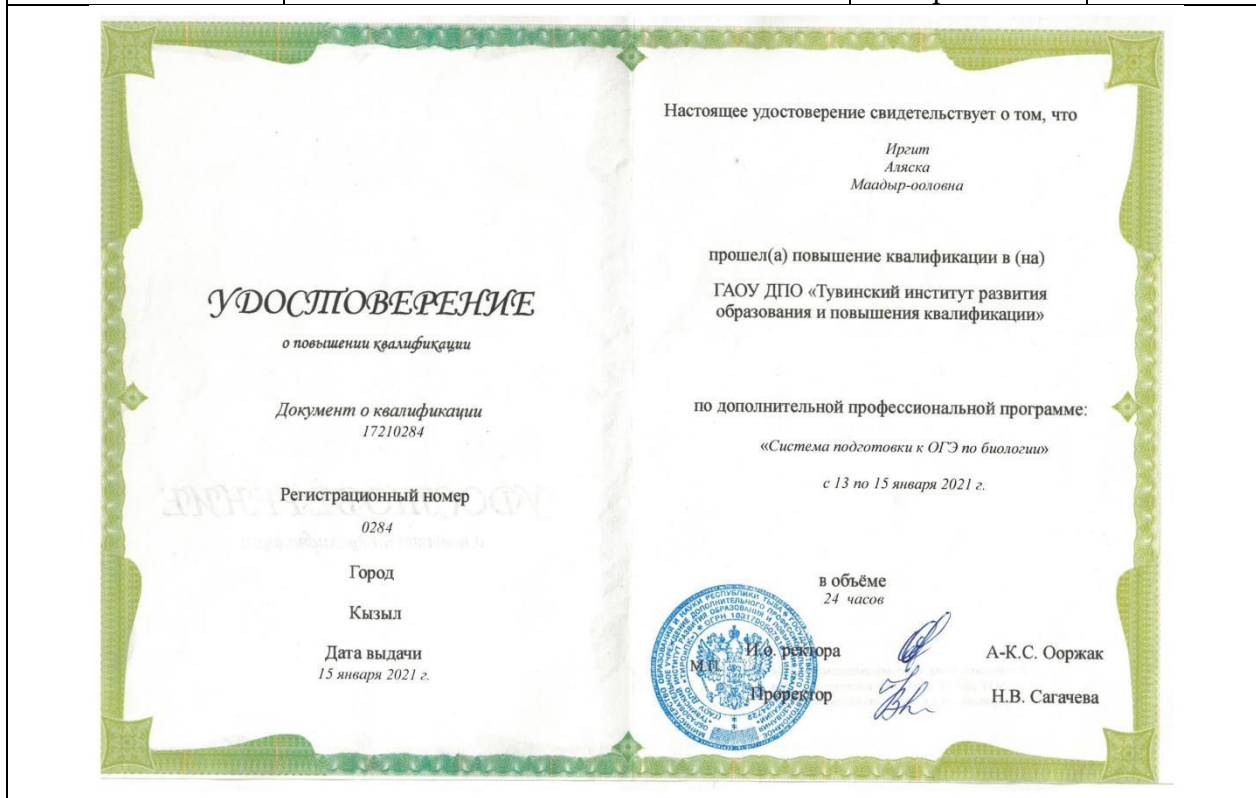 УДОСТОВЕРЕНИЕ
о повышении квалификации
Документ о квалификации
17210284
Регистрационный номер
0284
Город
Кызыл
Дата выдачи
15 января 2021 г.
Настоящее удостоверение свидетельствует о том, что
Иргит
Аляска
Маадыр-ооловна
прошел(а) повышение квалификации в (на)
ГАОУ ДПО «Тувинский институт развития
образования и повышения квалификации»
по дополнительной профессиональной программе:
«Система подготовки к ОГЭ по биологии»
с 13 по 15 января 2021 г.
в объёме
24 часов
И.о. ректора А-К.С. Ооржак
М.П.
Проректор Н.В. Сагачева